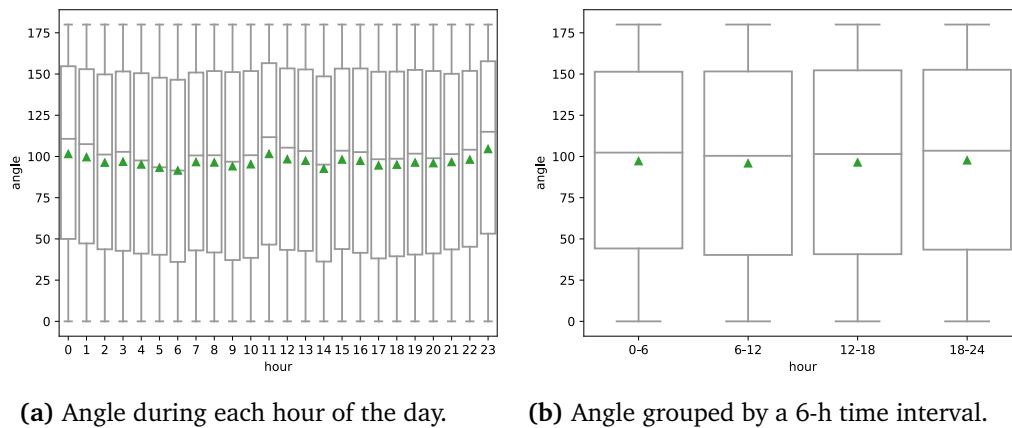 175
150
125
100
75
50
25
0
angle
0 1 2 3 4 5 6 7 8 9 10 11 12 13 14 15 16 17 18 19 20 21 22 23
hour
(a) Angle during each hour of the day.
175
150
125
100
75
50
25
0
angle
0-6 6-12 12-18 18-24
hour
(b) Angle grouped by a 6-h time interval.